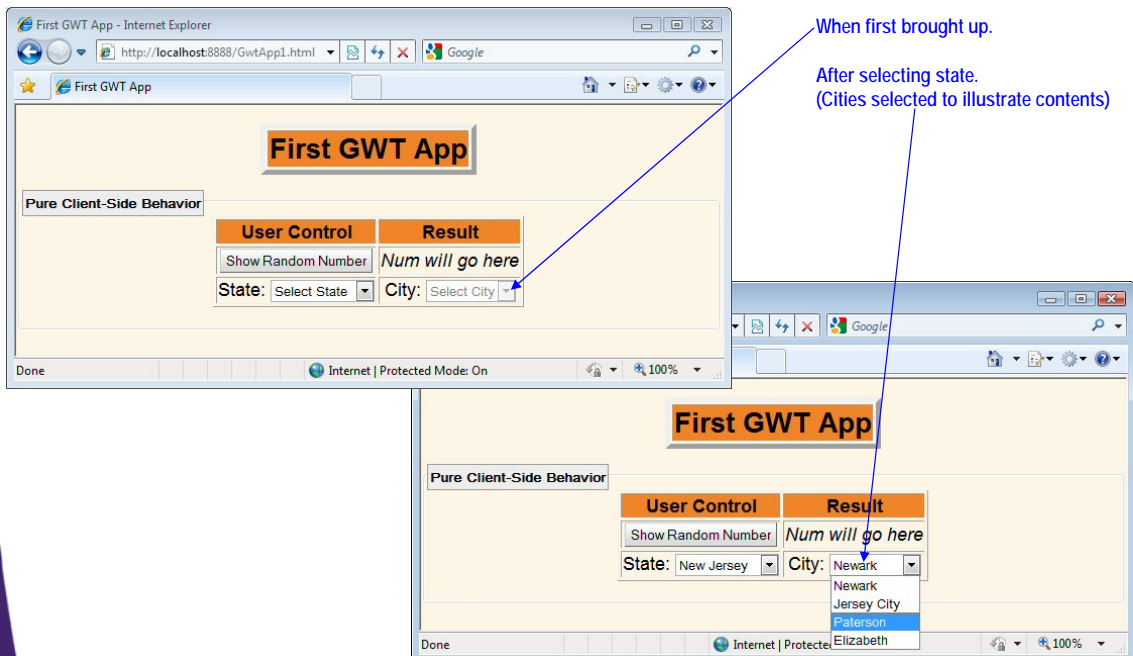 First GWT App - Internet Explorer
http://localhost:8888/GwtApp1.html
Google
First GWT App
First GWT App
Pure Client-Side Behavior
User Control Result
Show Random Number Num will go here
State: Select State City: Select City
Done Internet | Protected Mode: On 100%
When first brought up.
After selecting state.
(Cities selected to illustrate contents)
Google
First GWT App
Pure Client-Side Behavior
User Control Result
Show Random Number Num will go here
State: New Jersey City: Newark
Newark
Jersey City
Paterson
Elizabeth
Done Internet | Protecte 100%